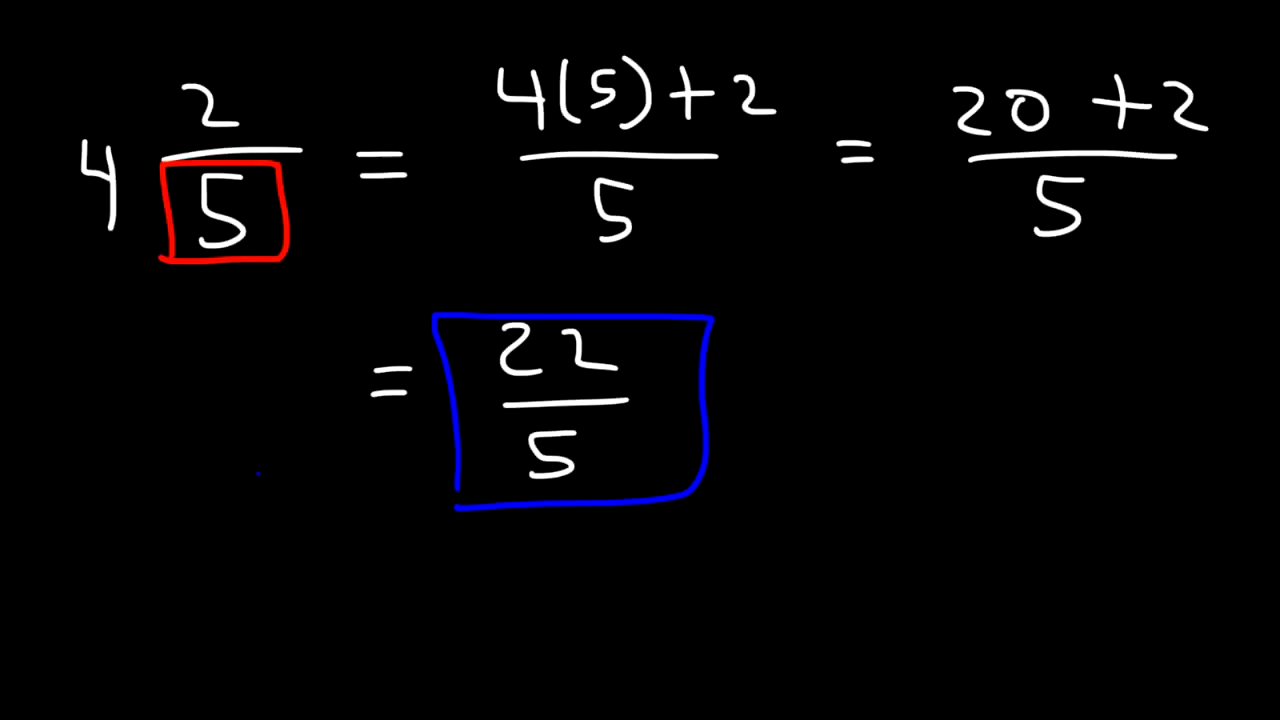 4 2/5 = (4(5)+2)/5 = (20+2)/5
= 22/5